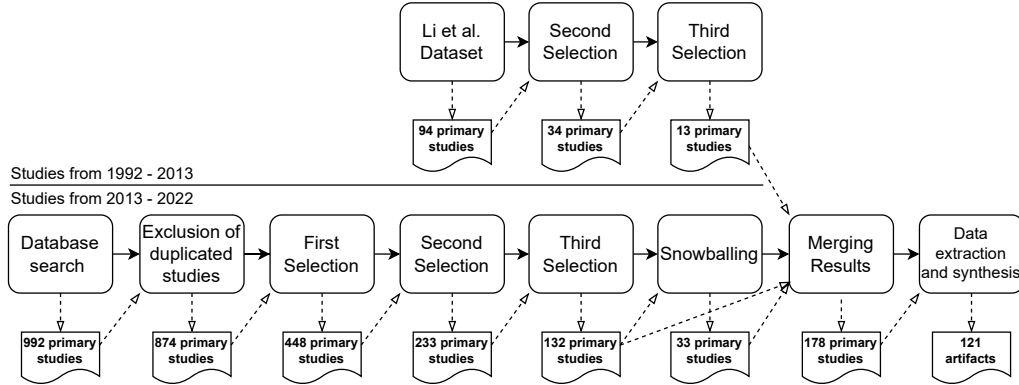 Li et al.
Dataset
Second
Selection
Third
Selection
94 primary
studies
34 primary
studies
13 primary
studies
Studies from 1992 - 2013
Studies from 2013 - 2022
Database
search
Exclusion of
duplicated
studies
First
Selection
Second
Selection
Third
Selection
Snowballing
Merging
Results
Data
extraction
and synthesis
992 primary
studies
874 primary
studies
448 primary
studies
233 primary
studies
132 primary
studies
33 primary
studies
178 primary
studies
121
artifacts